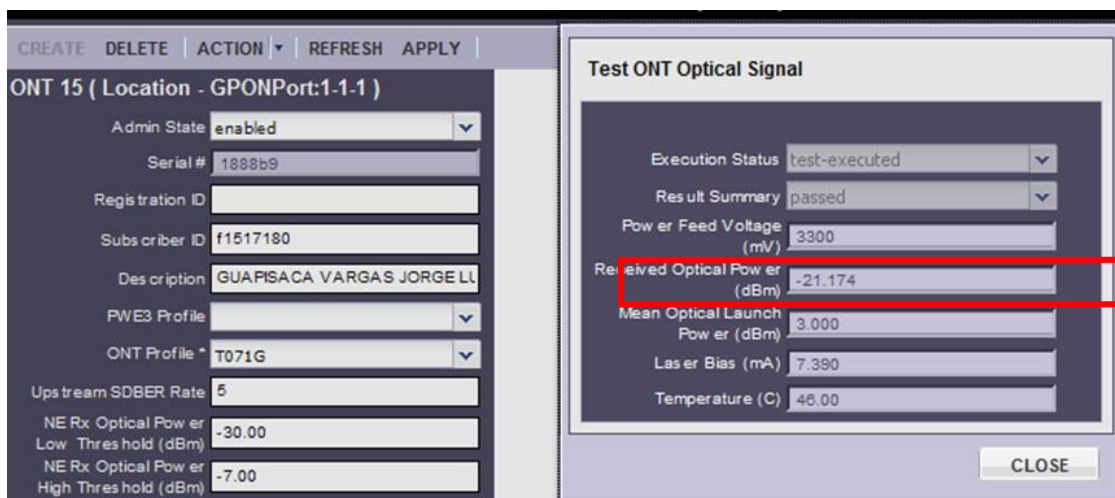 CREATE DELETE ACTION REFRESH APPLY
ONT 15 ( Location - GPONPort:1-1-1 )
Admin State enabled
Serial # 1888b9
Registration ID
Subscriber ID f1517180
Description GUAPISACA VARGAS JORGE LU
PWE3 Profile
ONT Profile * T071G
Upstream SDBER Rate 5
NE Rx Optical Power
Low Threshold (dBm) -30.00
NE Rx Optical Power
High Threshold (dBm) -7.00
Test ONT Optical Signal
Execution Status test-executed
Result Summary passed
Power Feed Voltage
(mV) 3300
Received Optical Power
(dBm) -21.174
Mean Optical Launch
Power (dBm) 3.000
Laser Bias (mA) 7.390
Temperature (C) 46.00
CLOSE